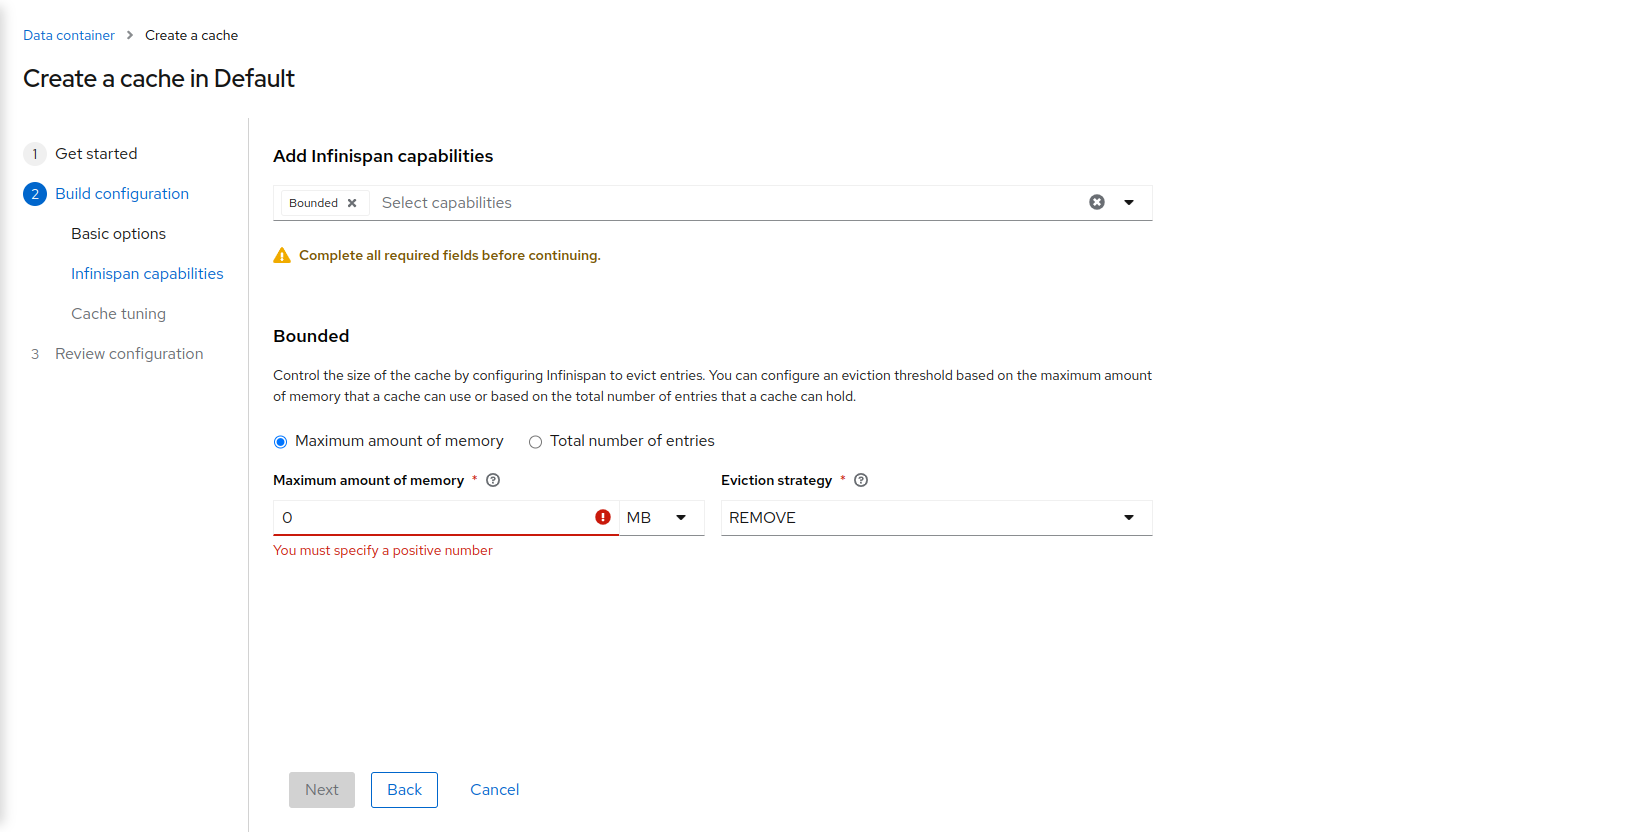 Data container > Create a cache
Create a cache in Default
1 Get started
2 Build configuration
Basic options
Infinispan capabilities
Cache tuning
3 Review configuration
Add Infinispan capabilities
Bounded Select capabilities
Complete all required fields before continuing.
Bounded
Control the size of the cache by configuring Infinispan to evict entries. You can configure an eviction threshold based on the maximum amount
of memory that a cache can use or based on the total number of entries that a cache can hold.
Maximum amount of memory Total number of entries
Maximum amount of memory * Eviction strategy *
0 MB REMOVE
You must specify a positive number
Next Back Cancel